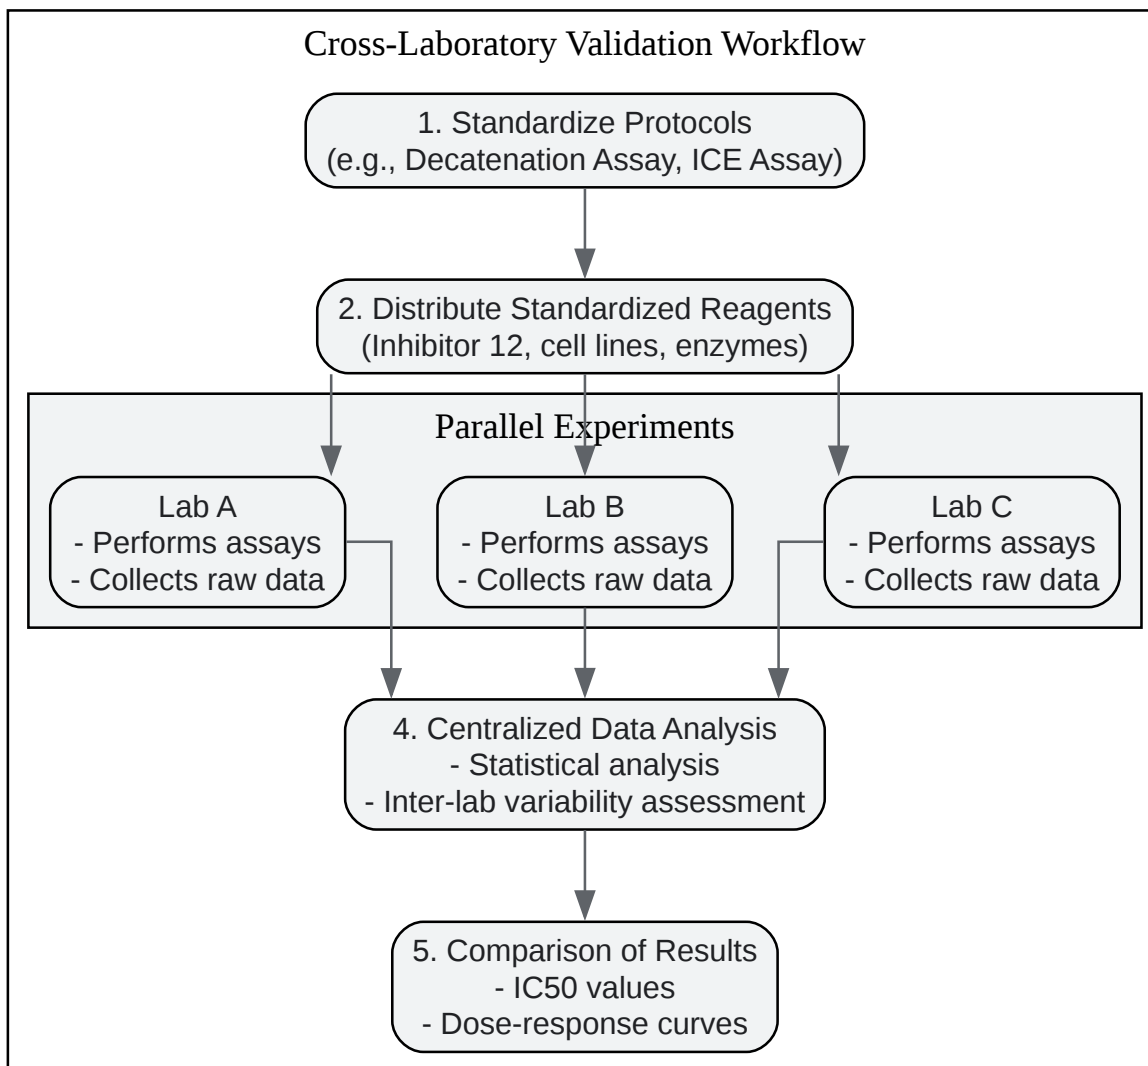 Cross-Laboratory Validation Workflow
1. Standardize Protocols
(e.g., Decatenation Assay, ICE Assay)
2. Distribute Standardized Reagents
(Inhibitor 12, cell lines, enzymes)
Parallel Experiments
Lab A
- Performs assays
- Collects raw data
Lab B
- Performs assays
- Collects raw data
Lab C
- Performs assays
- Collects raw data
4. Centralized Data Analysis
- Statistical analysis
- Inter-lab variability assessment
5. Comparison of Results
- IC50 values
- Dose-response curves